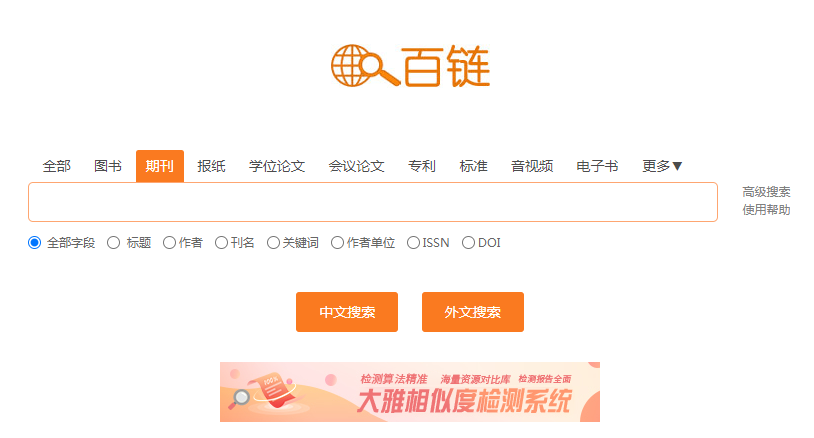 百链
全部 图书 期刊 报纸 学位论文 会议论文 专利 标准 音视频 电子书 更多▼
高级搜索
使用帮助
全部字段 标题 作者 刊名 关键词 作者单位 ISSN DOI
中文搜索 外文搜索
检测算法精准 海量资源对比库 检测报告全面
大雅相似度检测系统